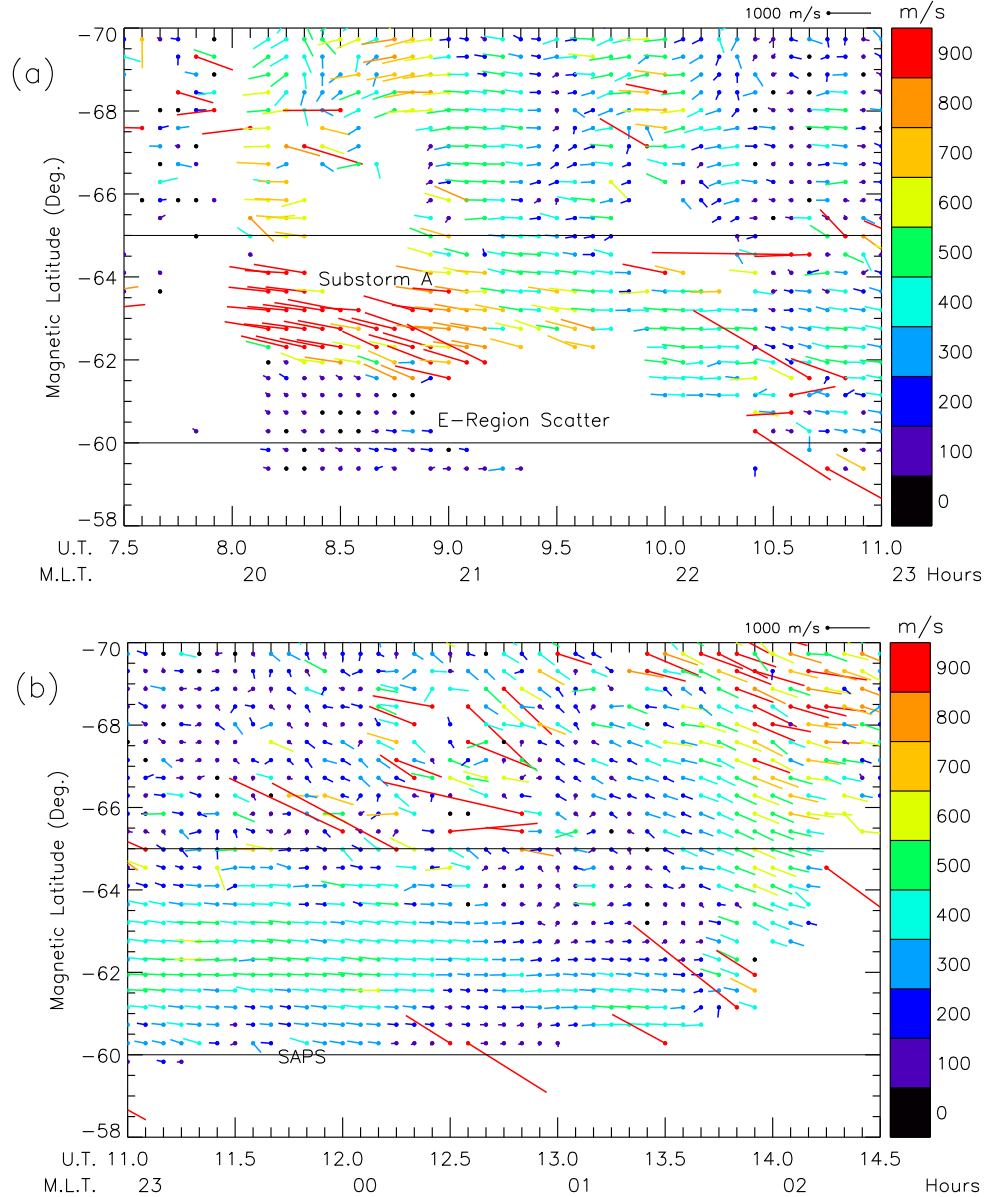 1000 m/s m/s
(a)
Magnetic Latitude (Deg.)
−70
−68
−66
−64
−62
−60
−58
Substorm A
E−Region Scatter
900
800
700
600
500
400
300
200
100
0
7.5 8.0 8.5 9.0 9.5 10.0 10.5 11.0
U.T.
M.L.T. 20 21 22 23 Hours
1000 m/s m/s
(b)
Magnetic Latitude (Deg.)
−70
−68
−66
−64
−62
−60
−58
SAPS
900
800
700
600
500
400
300
200
100
0
U.T. 11.0 11.5 12.0 12.5 13.0 13.5 14.0 14.5
M.L.T. 23 00 01 02 Hours